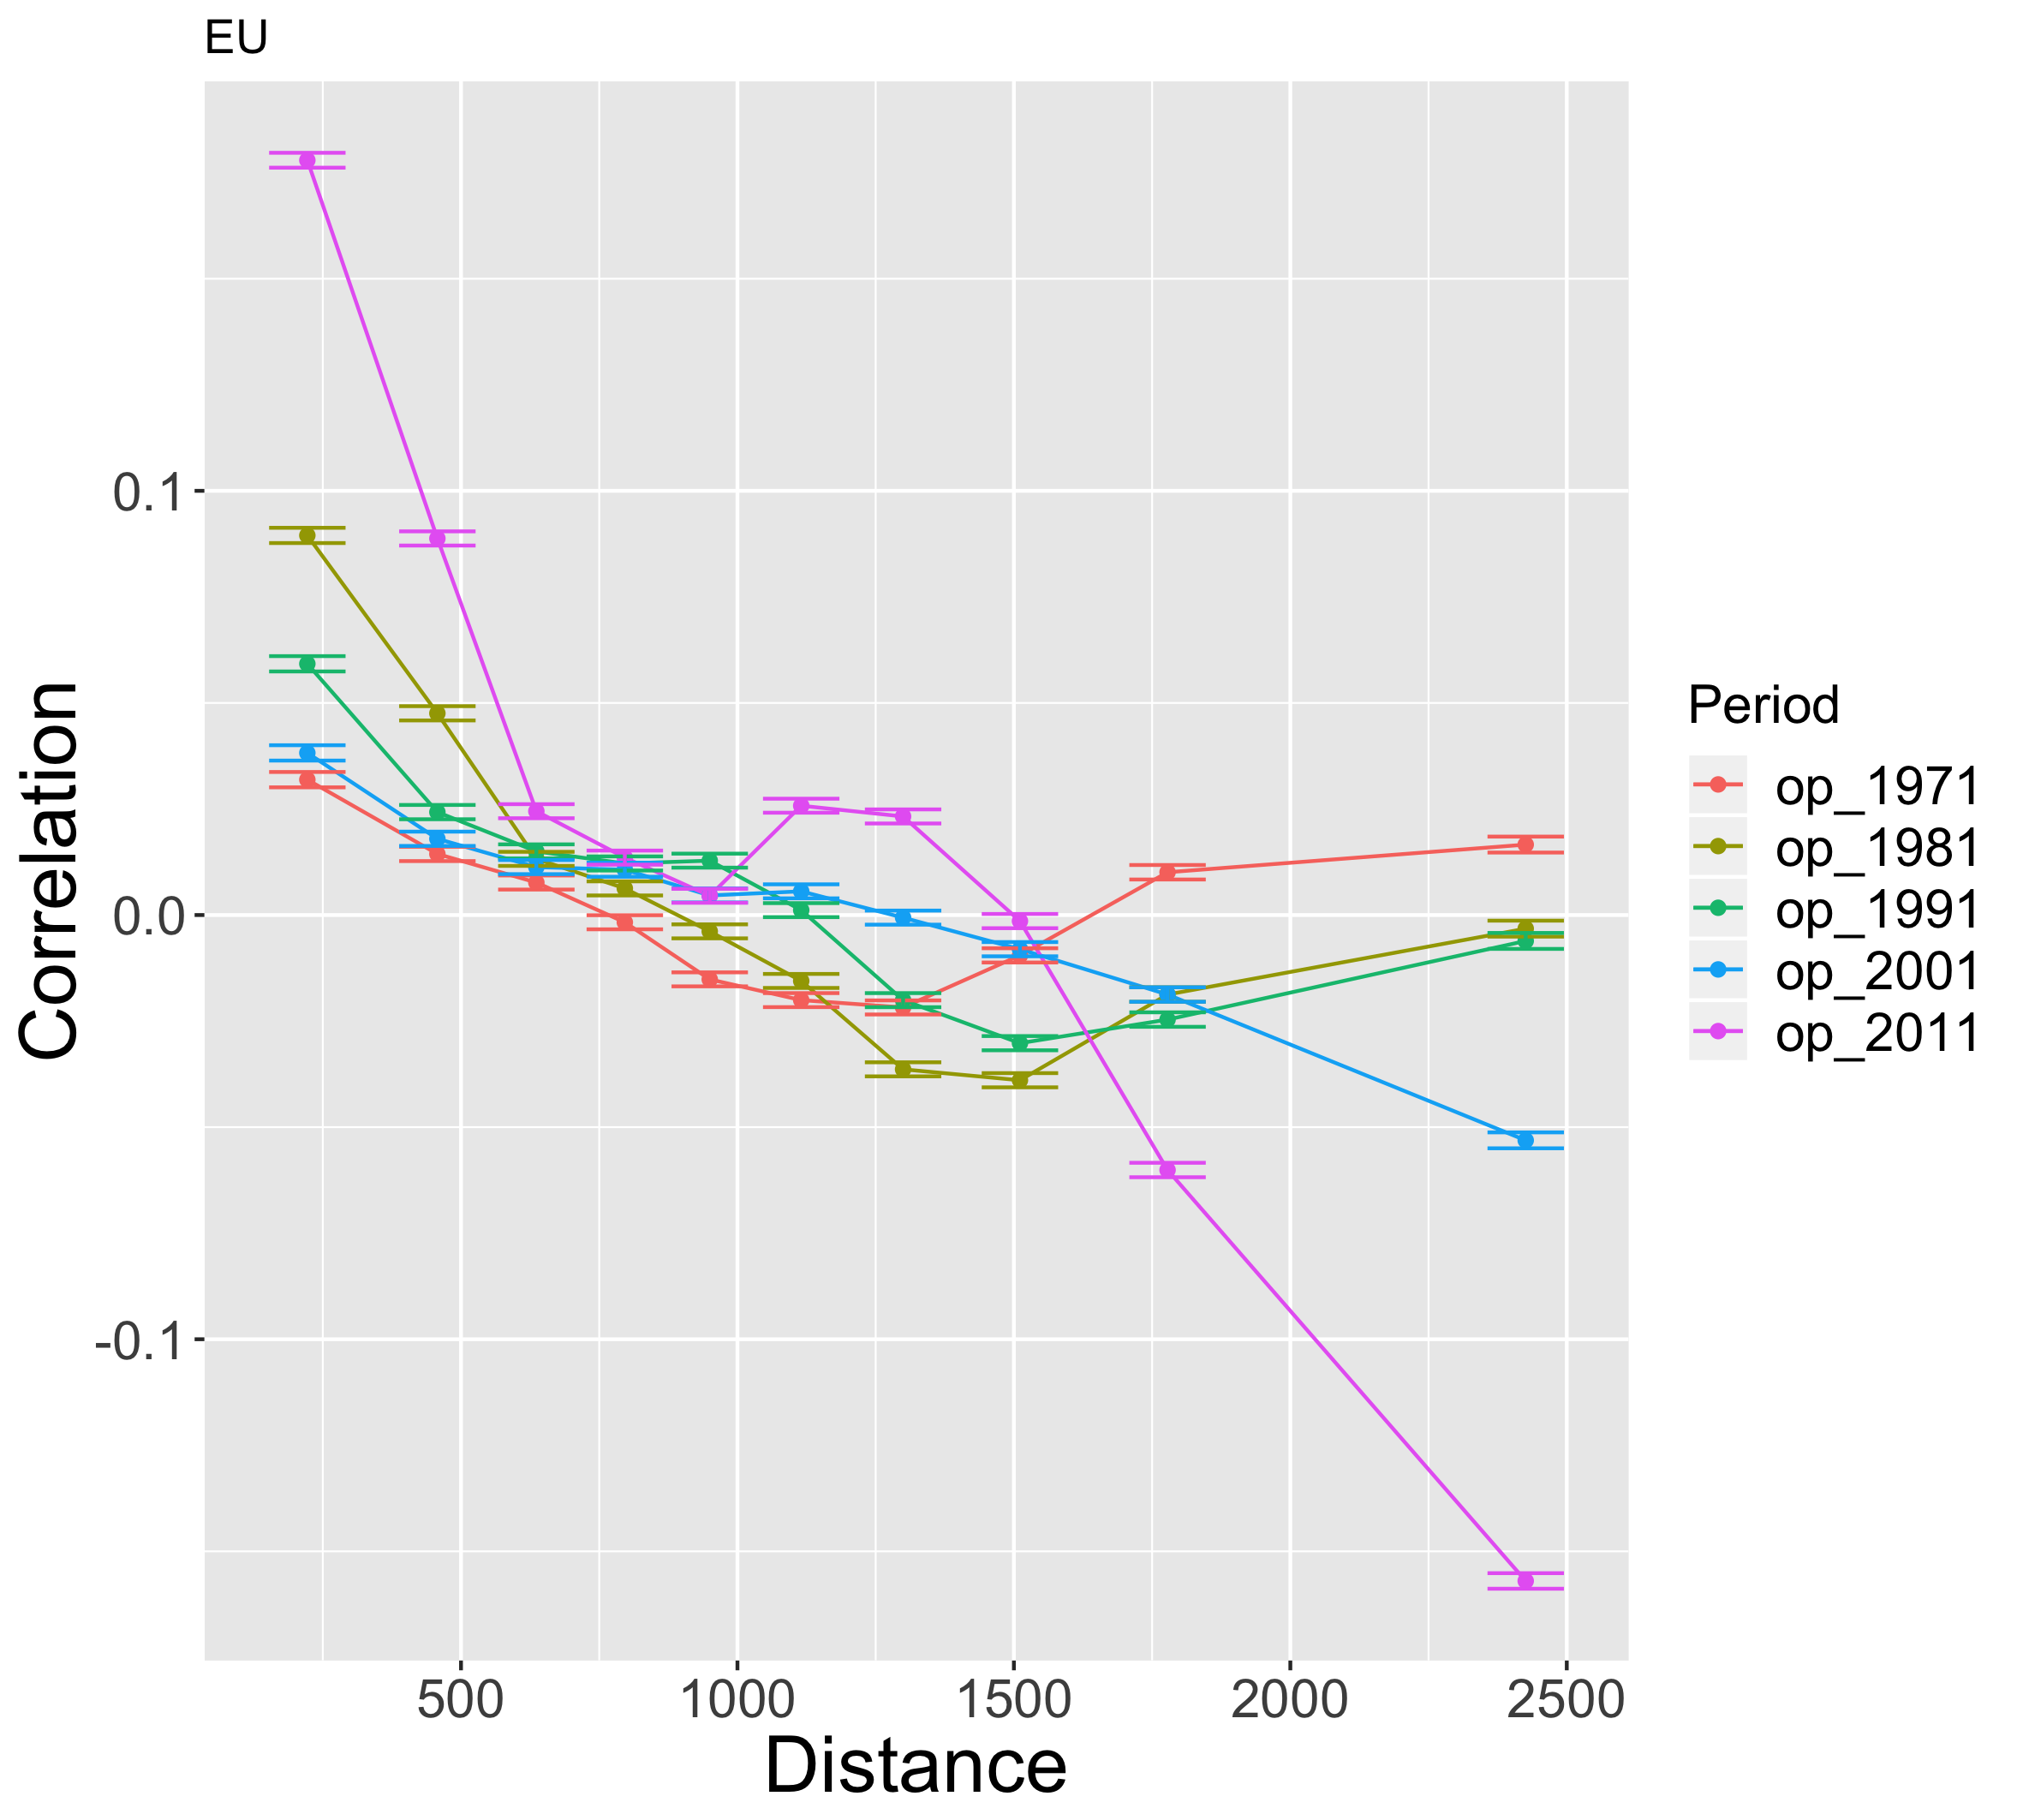 EU
Correlation
0.1
0.0
-0.1
500 1000 1500 2000 2500
Distance
Period
op_1971
op_1981
op_1991
op_2001
op_2011